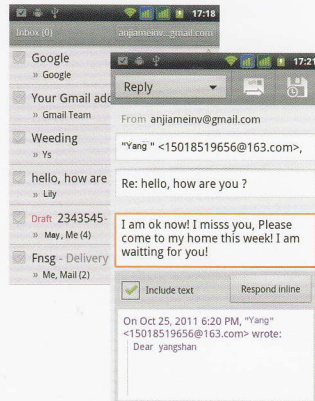 17:18
Inbox (0) anjiameinv...gmail.com
Google
» Google
Your Gmail add
» Gmail Team
Weeding
» Ys
hello, how are
» Lily
Draft 2343545-
» May, Me (4)
Fnsg - Delivery
» Me, Mail (2)
17:21
Reply
From anjiameinv@gmail.com
"Yang " <15018519656@163.com>,
Re: hello, how are you ?
I am ok now! I misss you, Please
come to my home this week! I am
waitting for you!
Include text
Respond inline
On Oct 25, 2011 6:20 PM, "Yang"
<15018519656@163.com> wrote:
Dear yangshan